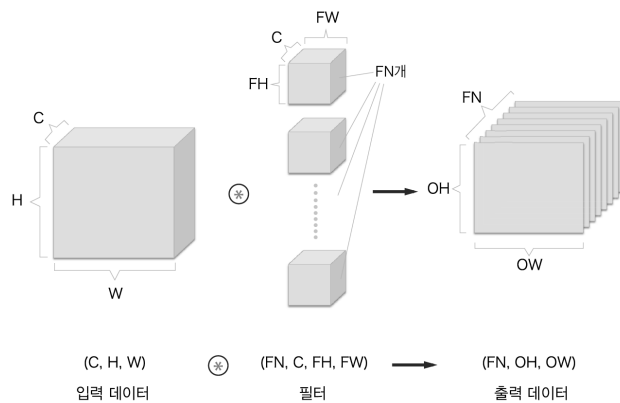 FW
C
FH
FN개
C
H
W
⊛
FN
OH
OW
(C, H, W) ⊛ (FN, C, FH, FW) → (FN, OH, OW)
입력 데이터 필터 출력 데이터